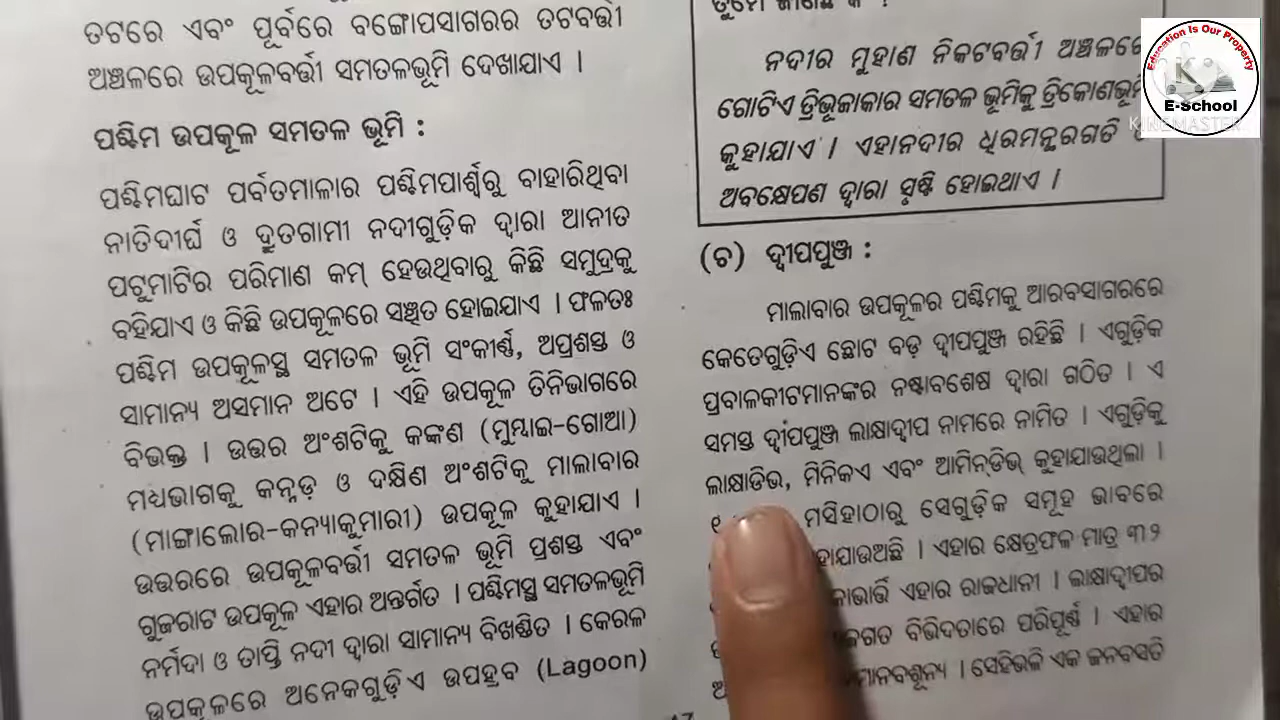 ତଟରେ ଏବଂ ପୂର୍ବରେ ବଙ୍ଗୋପସାଗରର ତଟବର୍ତ୍ତୀ
ଅଞ୍ଚଳରେ ଉପକୂଳବର୍ତ୍ତୀ ସମତଳଭୂମି ଦେଖାଯାଏ ।
ପଶ୍ଚିମ ଉପକୂଳ ସମତଳ ଭୂମି :
ପଶ୍ଚିମଘାଟ ପର୍ବତମାଳାର ପଶ୍ଚିମପାର୍ଶ୍ୱରୁ ବାହାରିଥିବା
ନାତିଦୀର୍ଘ ଓ ଦ୍ରୁତଗାମୀ ନଦୀଗୁଡ଼ିକ ଦ୍ୱାରା ଆନୀତ
ପଟୁମାଟିର ପରିମାଣ କମ୍ ହେଉଥିବାରୁ କିଛି ସମୁଦ୍ରକୁ
ବହିଯାଏ ଓ କିଛି ଉପକୂଳରେ ସଞ୍ଚିତ ହୋଇଯାଏ । ଫଳତଃ
ପଶ୍ଚିମ ଉପକୂଳସ୍ଥ ସମତଳ ଭୂମି ସଂକୀର୍ଣ୍ଣ, ଅପ୍ରଶସ୍ତ ଓ
ସାମାନ୍ୟ ଅସମାନ ଅଟେ । ଏହି ଉପକୂଳ ତିନିଭାଗରେ
ବିଭକ୍ତ । ଉତ୍ତର ଅଂଶଟିକୁ କଙ୍କଣ (ମୁମ୍ବାଇ-ଗୋଆ)
ମଧ୍ୟଭାଗକୁ କନ୍ନଡ଼ ଓ ଦକ୍ଷିଣ ଅଂଶଟିକୁ ମାଲାବାର
(ମାଙ୍ଗାଲୋର-କନ୍ୟାକୁମାରୀ) ଉପକୂଳ କୁହାଯାଏ ।
ଉତ୍ତରରେ ଉପକୂଳବର୍ତ୍ତୀ ସମତଳ ଭୂମି ପ୍ରଶସ୍ତ ଏବଂ
ଗୁଜରାଟ ଉପକୂଳ ଏହାର ଅନ୍ତର୍ଗତ । ପଶ୍ଚିମସ୍ଥ ସମତଳଭୂମି
ନର୍ମଦା ଓ ତାପ୍ତି ନଦୀ ଦ୍ୱାରା ସାମାନ୍ୟ ବିଖଣ୍ଡିତ । କେରଳ
ଉପକୂଳରେ ଅନେକଗୁଡ଼ିଏ ଉପହ୍ରବ (Lagoon)
ନଦୀର ମୁହାଣ ନିକଟବର୍ତ୍ତୀ ଅଞ୍ଚଳରେ
ଗୋଟିଏ ତ୍ରିଭୂଜାକାର ସମତଳ ଭୂମିକୁ ତ୍ରିକୋଣଭୂମି
କୁହାଯାଏ । ଏହାନଦୀର ଧିରମନ୍ଥରଗତି
ଅବକ୍ଷେପଣ ଦ୍ୱାରା ସୃଷ୍ଟି ହୋଇଥାଏ ।
(ଚ) ଦ୍ୱୀପପୁଞ୍ଜ :
ମାଲାବାର ଉପକୂଳର ପଶ୍ଚିମକୁ ଆରବସାଗରରେ
କେତେଗୁଡ଼ିଏ ଛୋଟ ବଡ଼ ଦ୍ୱୀପପୁଞ୍ଜ ରହିଛି । ଏଗୁଡ଼ିକ
ପ୍ରବାଳକୀଟମାନଙ୍କର ନଷ୍ଟାବଶେଷ ଦ୍ୱାରା ଗଠିତ । ଏ
ସମସ୍ତ ଦ୍ୱୀପପୁଞ୍ଜ ଲାକ୍ଷାଦ୍ୱୀପ ନାମରେ ନାମିତ । ଏଗୁଡ଼ିକୁ
ଲାକ୍ଷାଡିଭ, ମିନିକଏ ଏବଂ ଆମିନ୍‌ଡିଭ୍ କୁହାଯାଉଥିଲା ।
ମସିହାଠାରୁ ସେଗୁଡ଼ିକ ସମୂହ ଭାବରେ
। ଏହାର କ୍ଷେତ୍ରଫଳ ମାତ୍ର ୩୨
ଏହାର ରାଜଧାନୀ । ଲାକ୍ଷାଦ୍ୱୀପର
ବିଭିଦତାରେ ପରିପୂର୍ଣ୍ଣ । ଏହାର
। ସେହିଭଳି ଏକ ଜନବସତି
Education Is Our Property
E-school
KINEMASTER